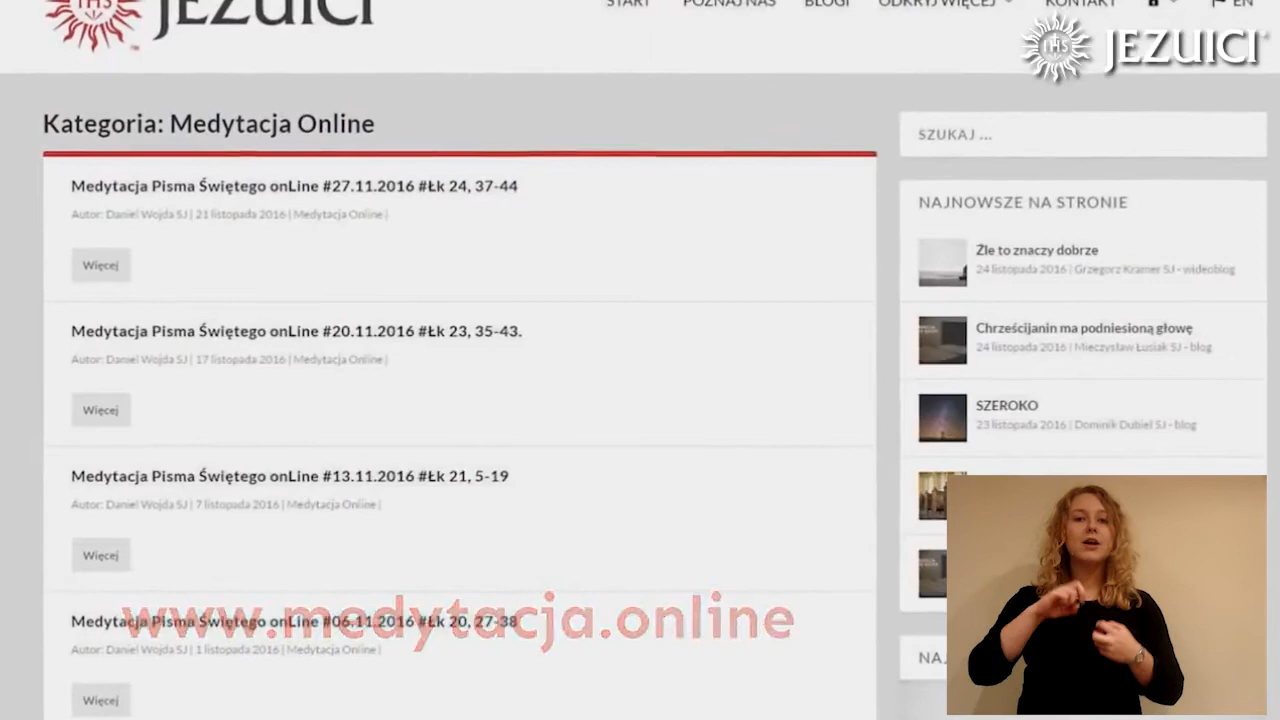 IHS
JEZUICI
START POZNAJ NAS BLOGI ODKRYJ WIĘCEJ KONTAKT EN
IHS JEZUICI
Kategoria: Medytacja Online
Medytacja Pisma Świętego onLine #27.11.2016 #Łk 24, 37-44
Autor: Daniel Wojda SJ | 21 listopada 2016 | Medytacja Online |
Więcej
Medytacja Pisma Świętego onLine #20.11.2016 #Łk 23, 35-43.
Autor: Daniel Wojda SJ | 17 listopada 2016 | Medytacja Online |
Więcej
Medytacja Pisma Świętego onLine #13.11.2016 #Łk 21, 5-19
Autor: Daniel Wojda SJ | 7 listopada 2016 | Medytacja Online |
Więcej
Medytacja Pisma Świętego onLine #06.11.2016 #Łk 20, 27-38
www.medytacja.online
Autor: Daniel Wojda SJ | 1 listopada 2016 | Medytacja Online |
Więcej
SZUKAJ ...
NAJNOWSZE NA STRONIE
Źle to znaczy dobrze
24 listopada 2016 | Grzegorz Kramer SJ - wideoblog
Chrześcijanin ma podniesioną głowę
24 listopada 2016 | Mieczysław Łusiak SJ - blog
SZEROKO
23 listopada 2016 | Dominik Dubiel SJ - blog